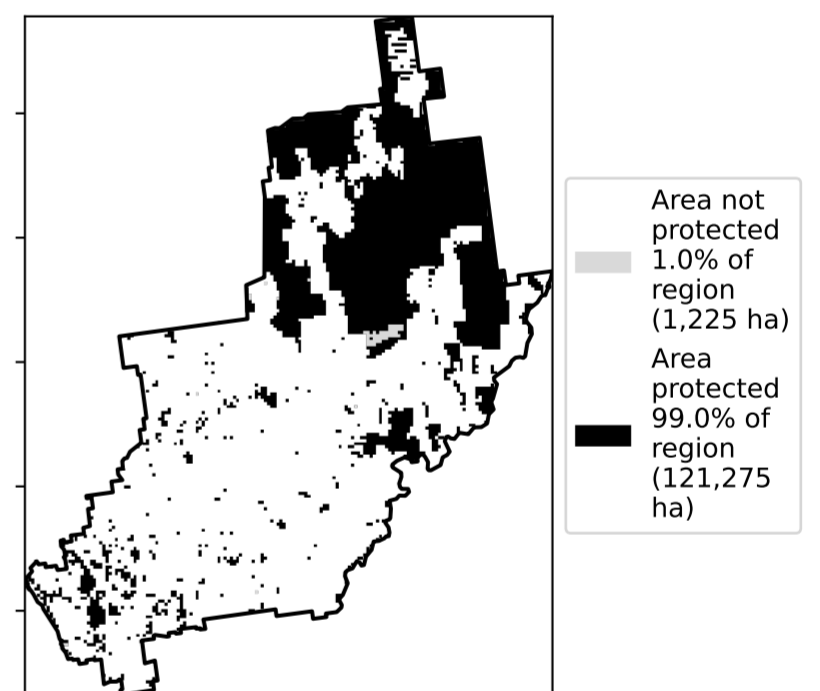 Area not
protected
1.0% of
region
(1,225 ha)
Area
protected
99.0% of
region
(121,275
ha)